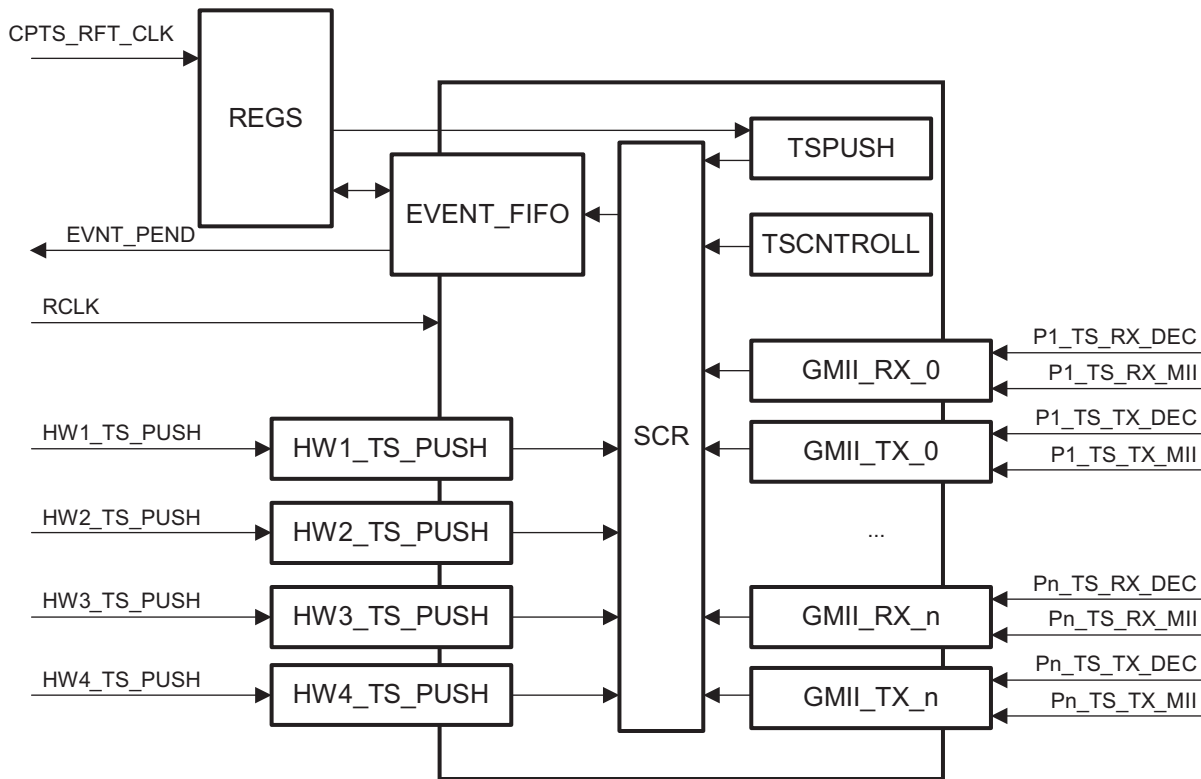 CPTS_RFT_CLK
REGS
TSPUSH
EVENT_FIFO
EVNT_PEND
TSCNTROLL
RCLK
P1_TS_RX_DEC
GMII_RX_0
P1_TS_RX_MII
P1_TS_TX_DEC
HW1_TS_PUSH
HW1_TS_PUSH
SCR
GMII_TX_0
P1_TS_TX_MII
HW2_TS_PUSH
HW2_TS_PUSH
...
Pn_TS_RX_DEC
HW3_TS_PUSH
HW3_TS_PUSH
GMII_RX_n
Pn_TS_RX_MII
Pn_TS_TX_DEC
HW4_TS_PUSH
HW4_TS_PUSH
GMII_TX_n
Pn_TS_TX_MII